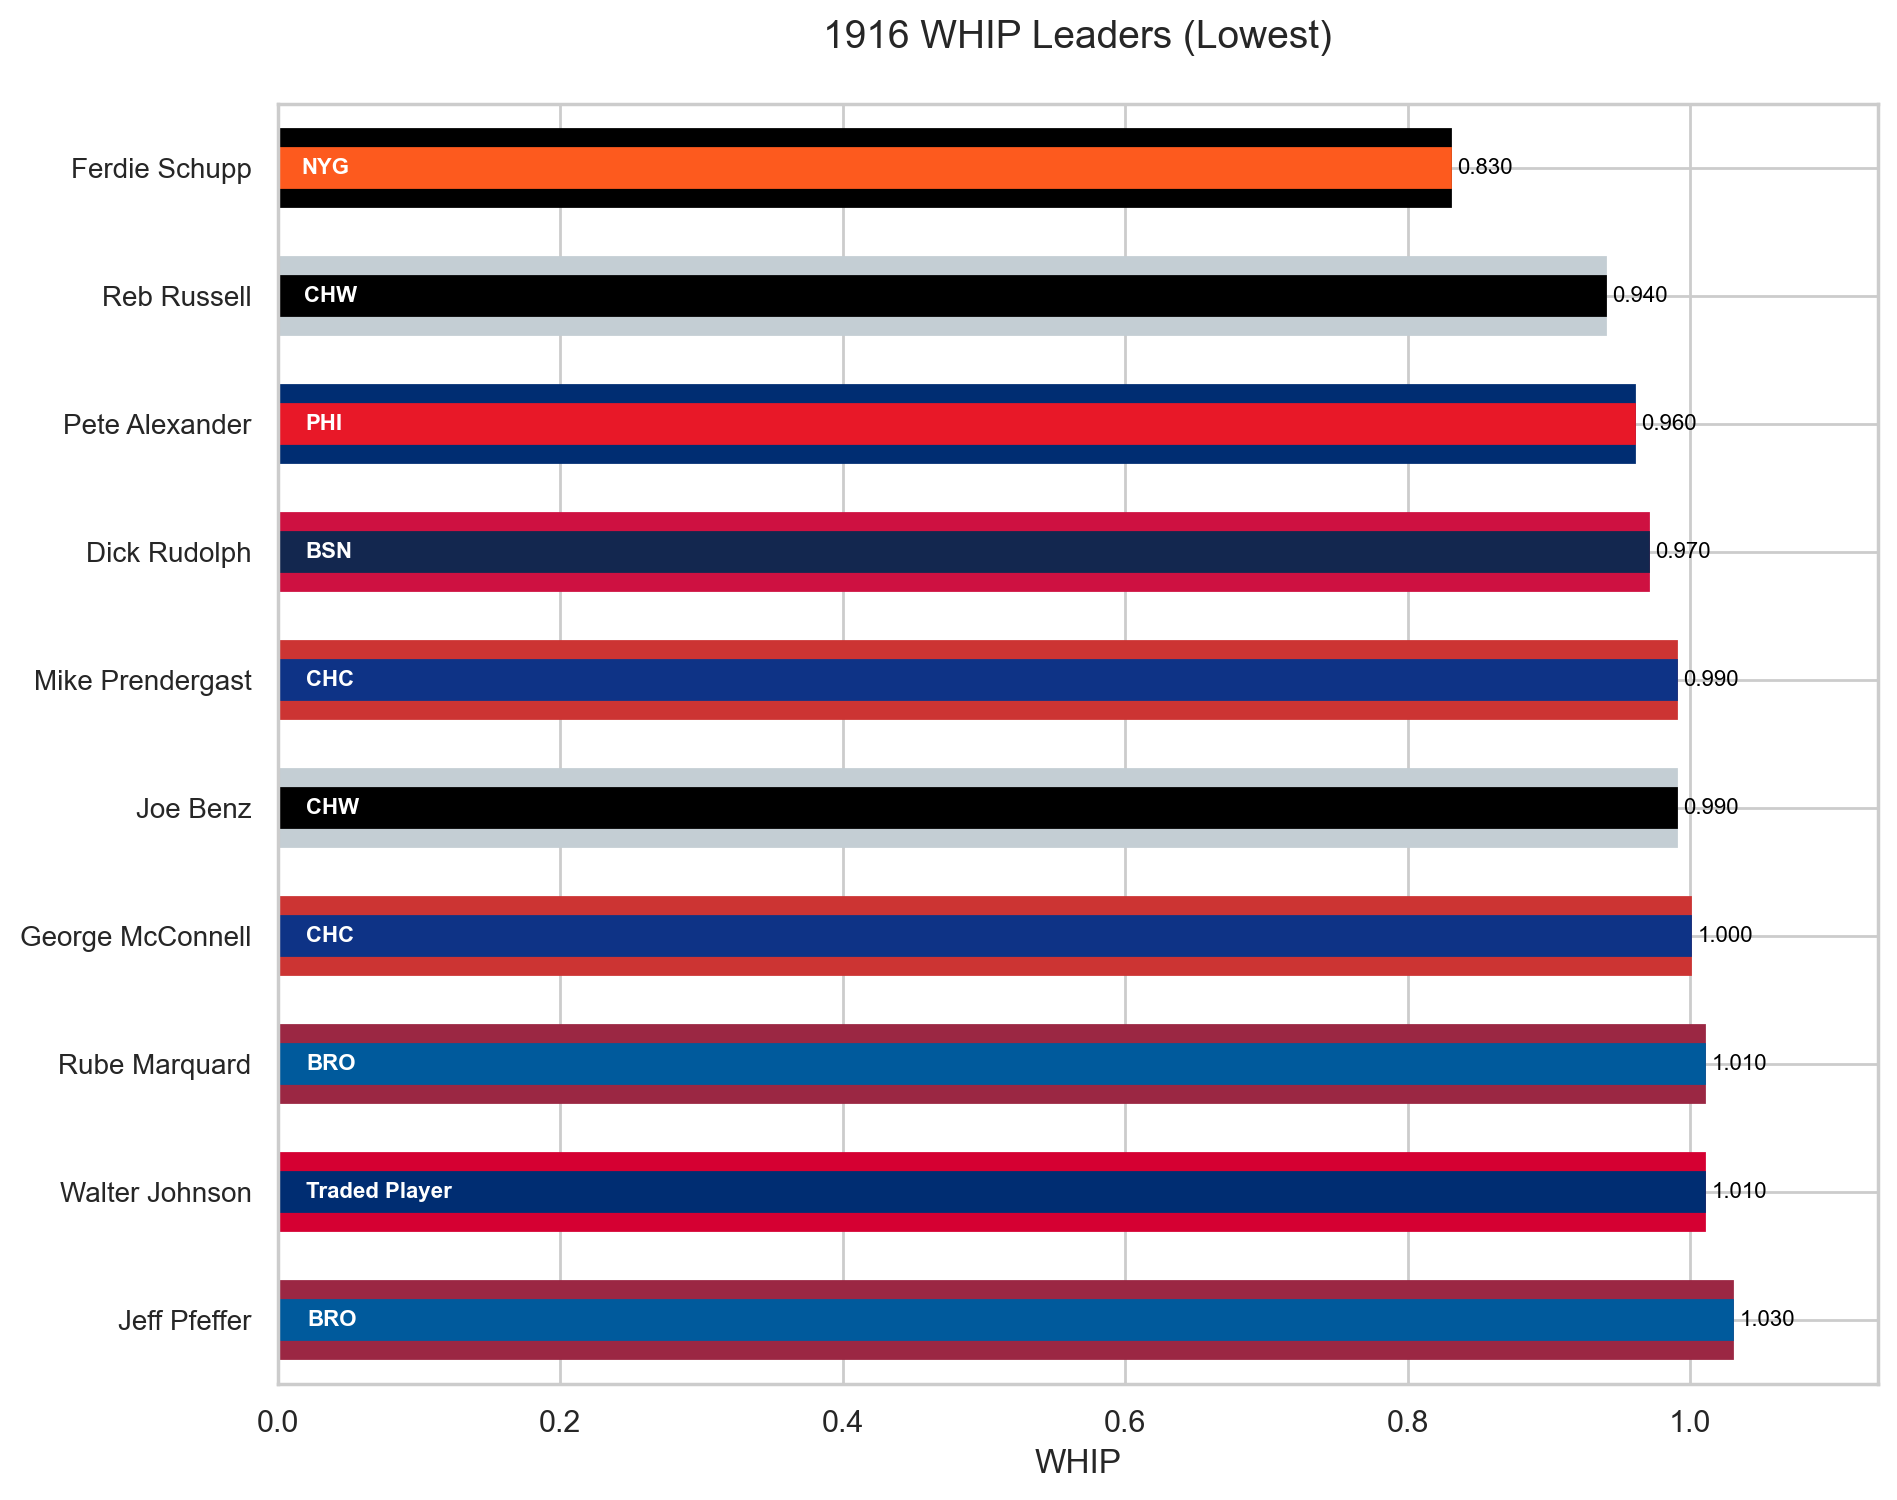 1916 WHIP Leaders (Lowest)
Ferdie Schupp NYG 0.830
Reb Russell CHW 0.940
Pete Alexander PHI 0.960
Dick Rudolph BSN 0.970
Mike Prendergast CHC 0.990
Joe Benz CHW 0.990
George McConnell CHC 1.000
Rube Marquard BRO 1.010
Walter Johnson Traded Player 1.010
Jeff Pfeffer BRO 1.030
0.0 0.2 0.4 0.6 0.8 1.0
WHIP